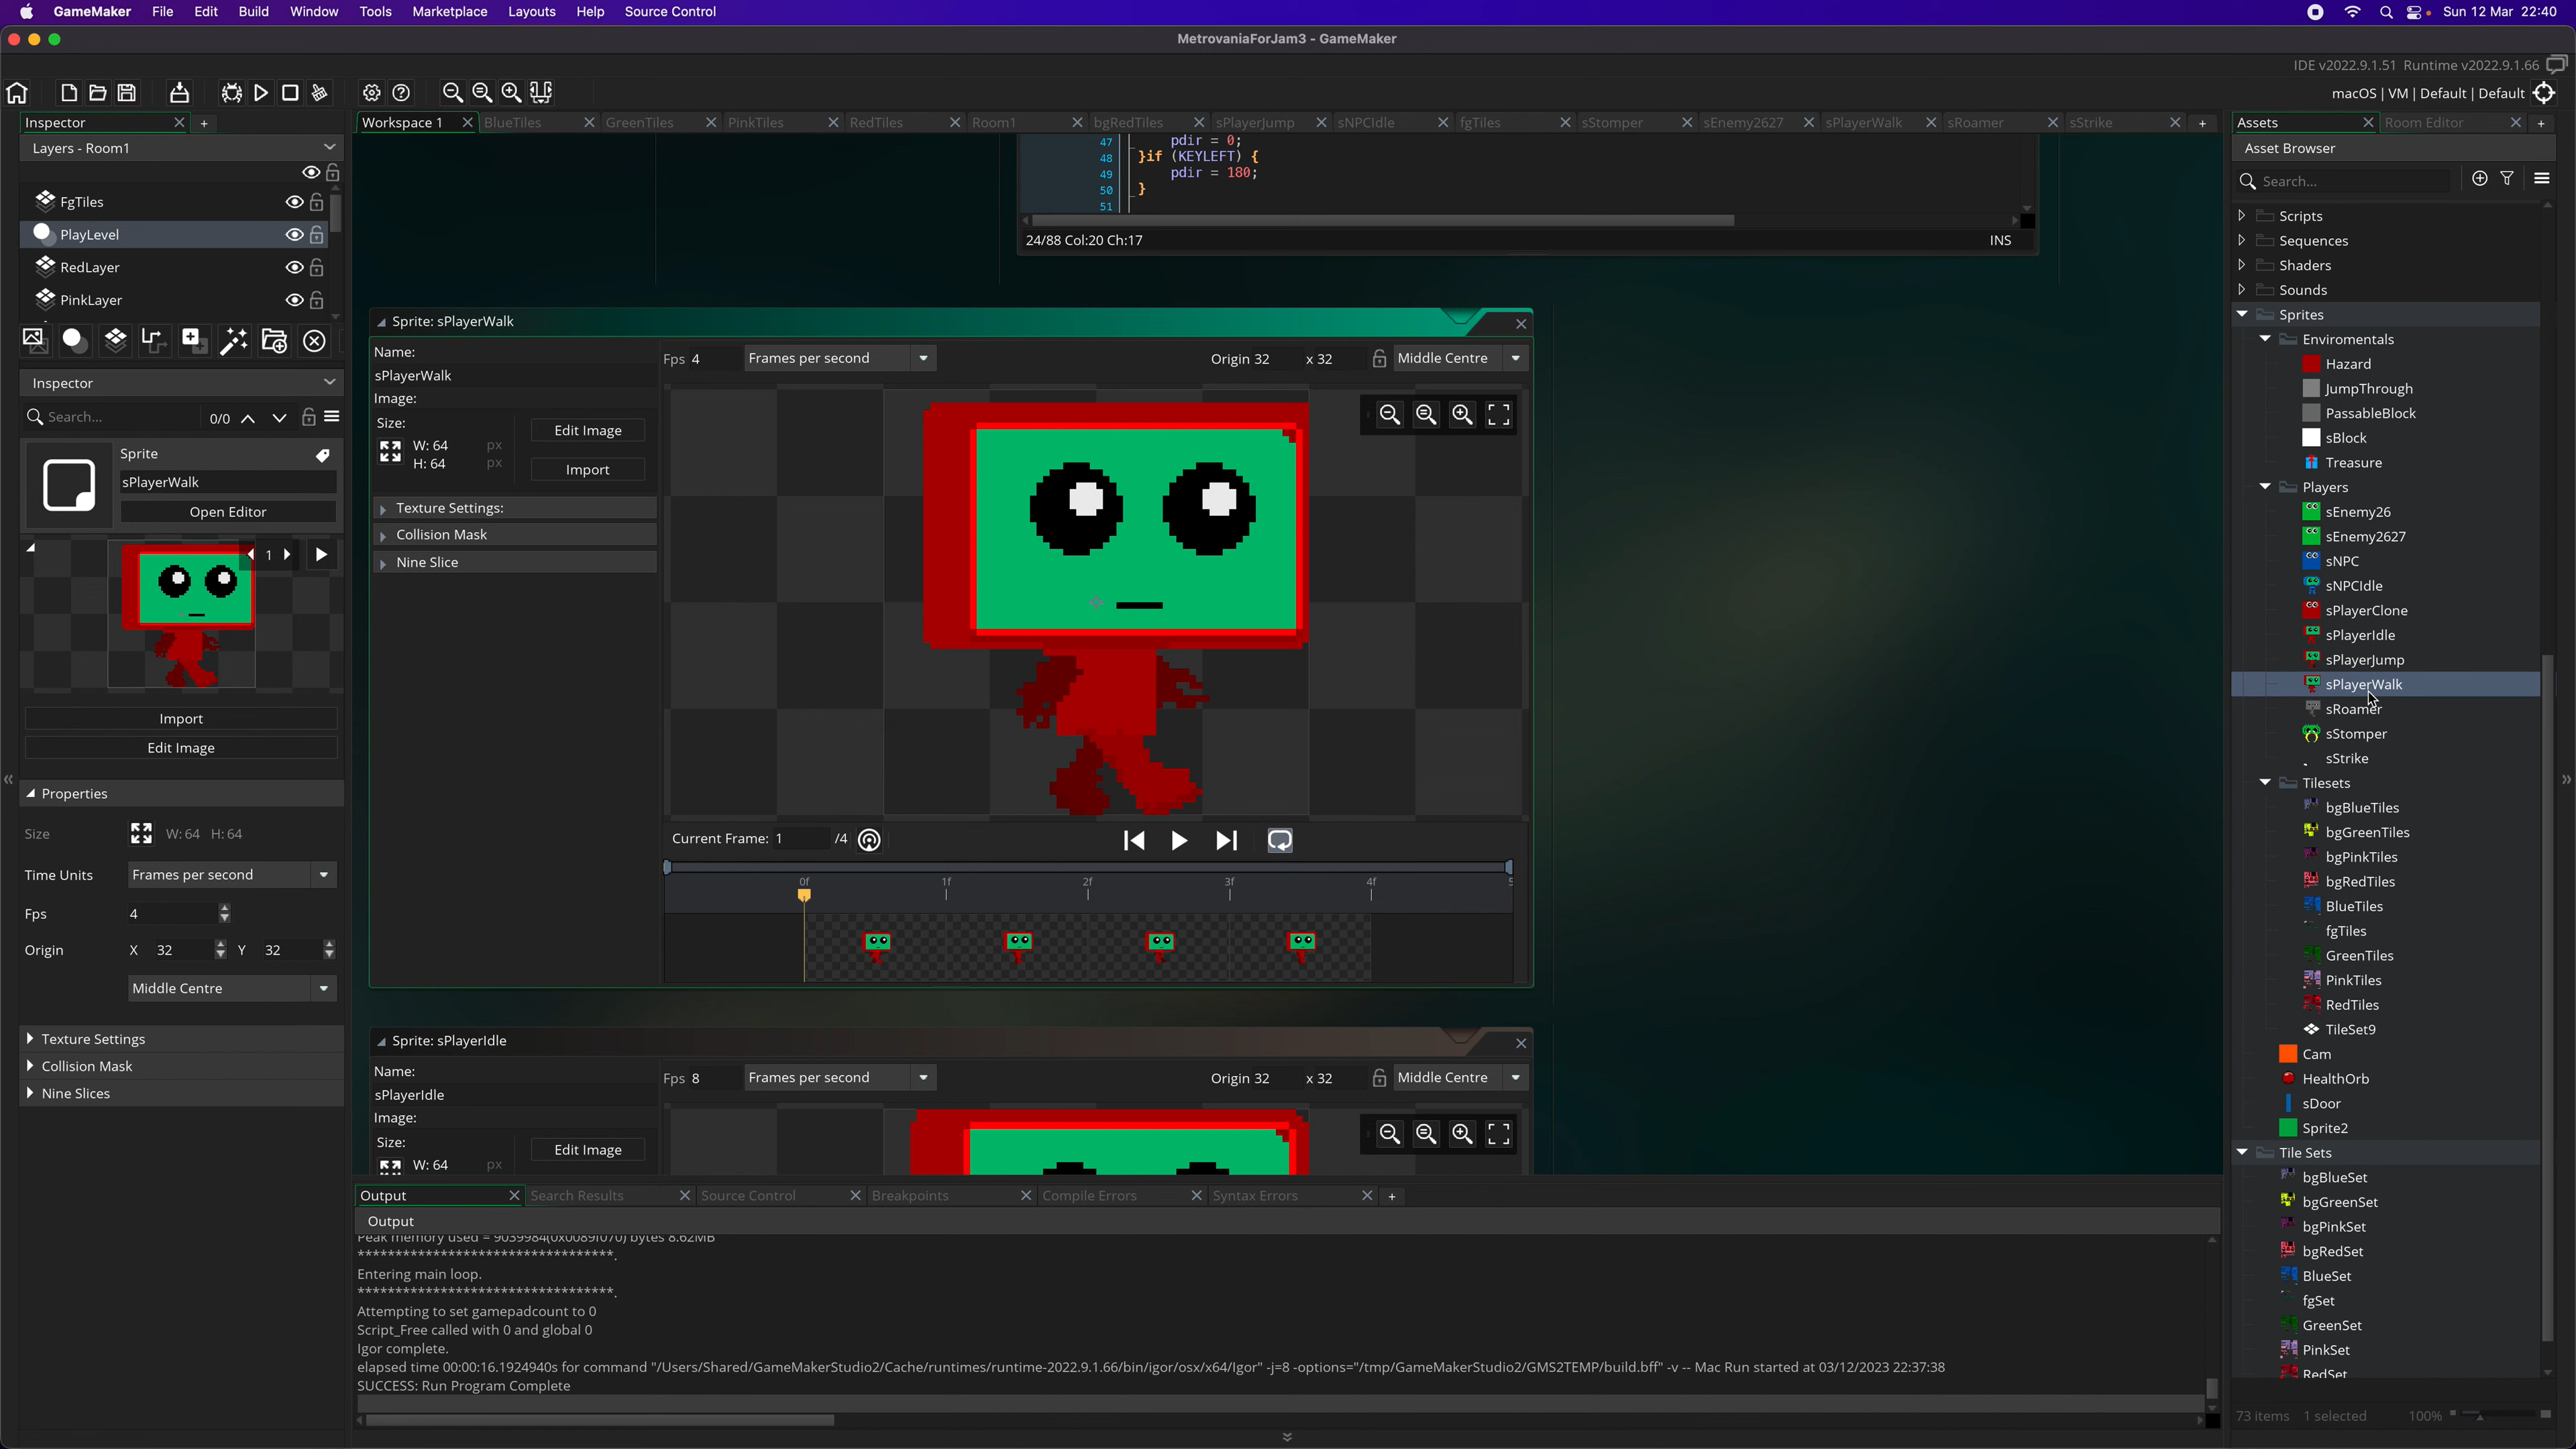 GameMaker File Edit Build Window Tools Marketplace Layouts Help Source Control Sun 12 Mar 22:40
MetrovaniaForJam3 - GameMaker
IDE v2022.9.1.51 Runtime v2022.9.1.66
macOS | VM | Default | Default
Inspector
Layers - Room1
FgTiles
PlayLevel
RedLayer
PinkLayer
Inspector
Search... 0/0
Sprite
sPlayerWalk
Open Editor
1
Import
Edit Image
Properties
Size W: 64 H: 64
Time Units Frames per second
Fps 4
Origin X 32 Y 32
Middle Centre
Texture Settings
Collision Mask
Nine Slices
Workspace 1 BlueTiles GreenTiles PinkTiles RedTiles Room1 bgRedTiles sPlayerJump sNPCIdle fgTiles sStomper sEnemy2627 sPlayerWalk sRoamer sStrike
47 pdir = 0;
48 }if (KEYLEFT) {
49 pdir = 180;
50 }
51
24/88 Col:20 Ch:17 INS
Sprite: sPlayerWalk
Name:
sPlayerWalk
Image:
Size:
W: 64 px
H: 64 px
Edit Image
Import
Texture Settings:
Collision Mask
Nine Slice
Fps 4 Frames per second Origin 32 x 32 Middle Centre
Current Frame: 1 /4
0f 1f 2f 3f 4f 5
Sprite: sPlayerIdle
Name:
sPlayerIdle
Image:
Size:
W: 64 px
Edit Image
Fps 8 Frames per second Origin 32 x 32 Middle Centre
Output Search Results Source Control Breakpoints Compile Errors Syntax Errors
Output
Peak memory used = 9039984(0x0089f070) bytes 8.62MB
**********************************.
Entering main loop.
**********************************.
Attempting to set gamepadcount to 0
Script_Free called with 0 and global 0
Igor complete.
elapsed time 00:00:16.1924940s for command "/Users/Shared/GameMakerStudio2/Cache/runtimes/runtime-2022.9.1.66/bin/igor/osx/x64/Igor" -j=8 -options="/tmp/GameMakerStudio2/GMS2TEMP/build.bff" -v -- Mac Run started at 03/12/2023 22:37:38
SUCCESS: Run Program Complete
Assets Room Editor
Asset Browser
Search...
Scripts
Sequences
Shaders
Sounds
Sprites
Enviromentals
Hazard
JumpThrough
PassableBlock
sBlock
Treasure
Players
sEnemy26
sEnemy2627
sNPC
sNPCIdle
sPlayerClone
sPlayerIdle
sPlayerJump
sPlayerWalk
sRoamer
sStomper
sStrike
Tilesets
bgBlueTiles
bgGreenTiles
bgPinkTiles
bgRedTiles
BlueTiles
fgTiles
GreenTiles
PinkTiles
RedTiles
TileSet9
Cam
HealthOrb
sDoor
Sprite2
Tile Sets
bgBlueSet
bgGreenSet
bgPinkSet
bgRedSet
BlueSet
fgSet
GreenSet
PinkSet
RedSet
73 items 1 selected 100%